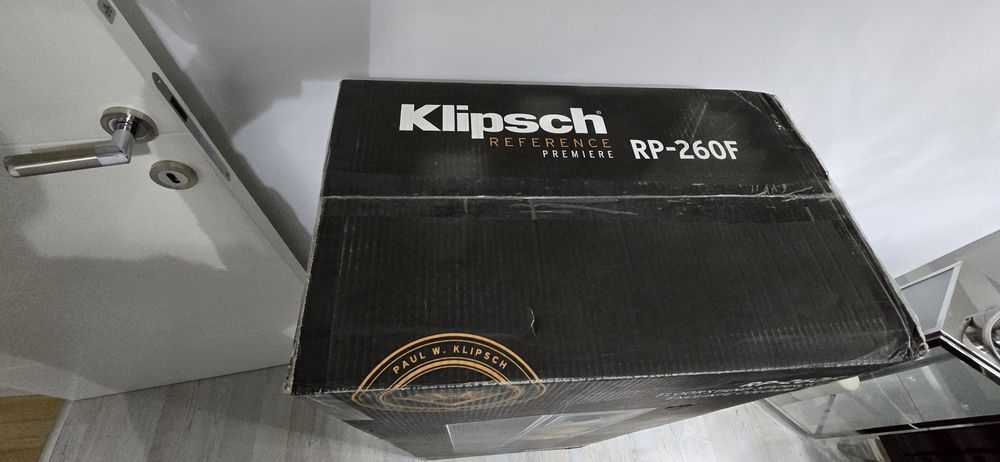 Klipsch®
REFERENCE
PREMIERE
RP-260F
PAUL W. KLIPSCH